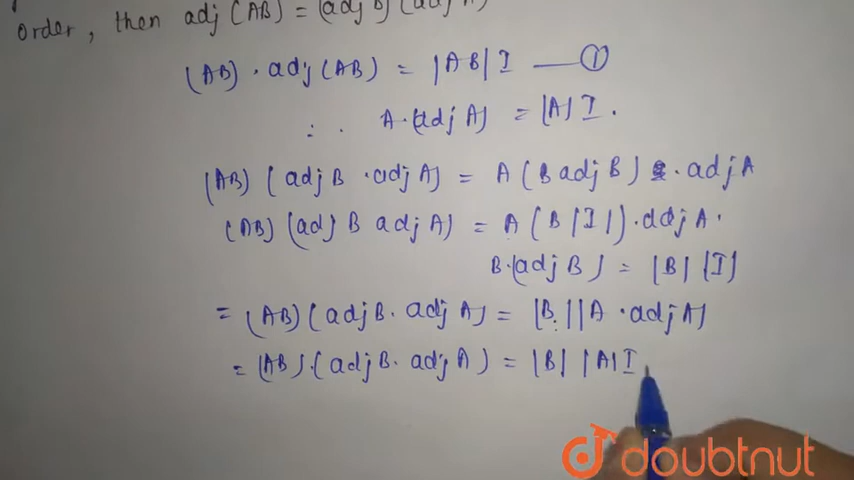 order, then adj (AB) = (adj B) (adj A)
(AB) · adj (AB) = |AB| I —— ①
∴ A·(adj A) = |A| I.
(AB) (adj B · adj A) = A (B adj B) · adj A
(AB) (adj B adj A) = A (B |I|) · adj A.
B·(adj B) = |B| {I}
= (AB) (adj B· adj A) = |B| |A · adj A|
= (AB)·(adj B· adj A) = |B| |A| I
doubtnut